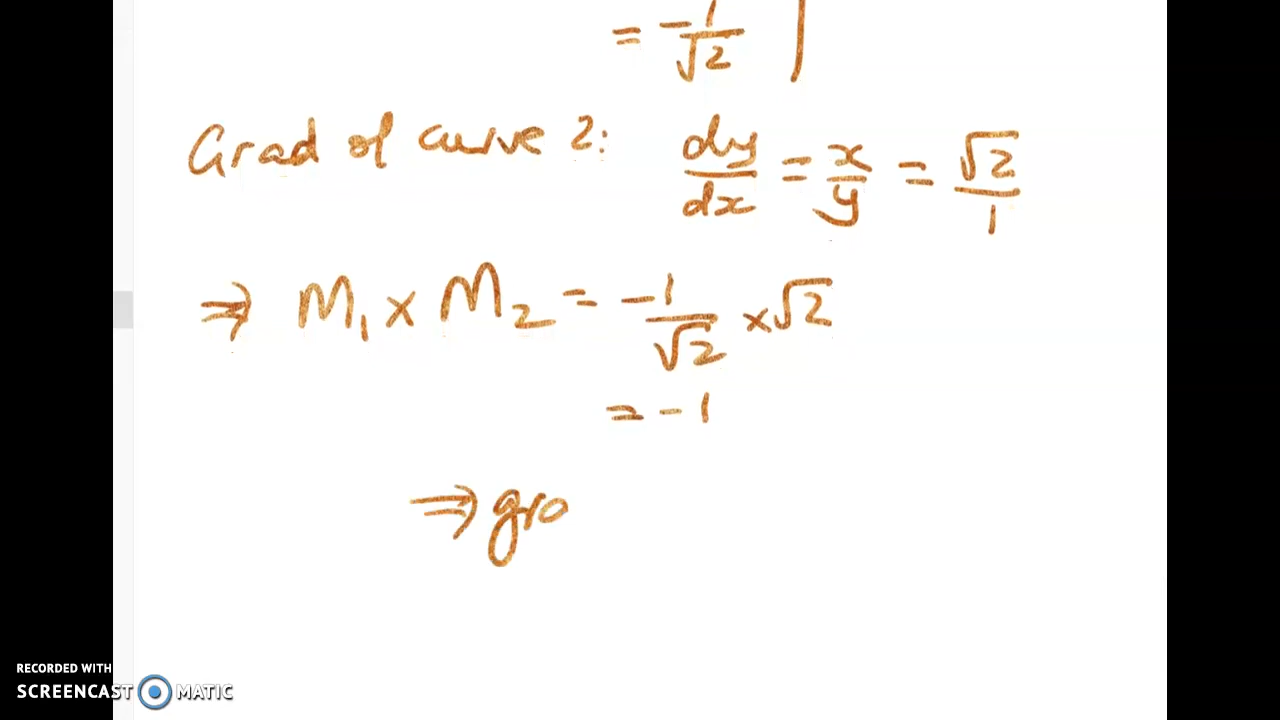 = -1/√2
Grad of curve 2: dy/dx = x/y = √2/1
⇒ M₁ × M₂ = -1/√2 × √2
= -1
⇒ gra
RECORDED WITH
SCREENCAST MATIC